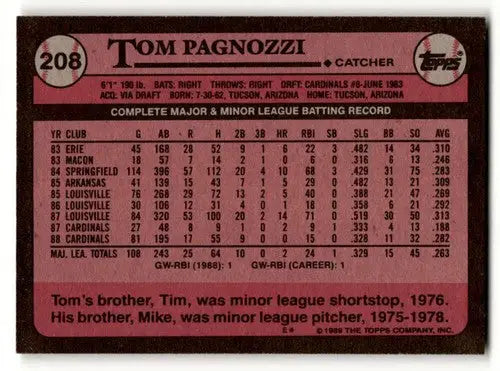 208
TOM PAGNOZZI
CATCHER
Topps
6'1" 190 lb. BATS: RIGHT THROWS: RIGHT DRFT: CARDINALS #8-JUNE 1983
ACQ: VIA DRAFT BORN: 7-30-62, TUCSON, ARIZONA HOME: TUCSON, ARIZONA
COMPLETE MAJOR & MINOR LEAGUE BATTING RECORD
YR CLUB G AB R H 2B 3B HR RBI SB SLG BB SO AVG
83 ERIE 45 168 28 52 9 1 6 22 3 .482 14 34 .310
83 MACON 18 57 7 14 2 0 0 6 0 .316 6 13 .246
84 SPRINGFIELD 114 396 57 112 20 4 10 68 .429 31 75 .283
85 ARKANSAS 41 139 15 43 7 1 5 29 0 .309
85 LOUISVILLE 76 268 29 72 13 2 5 40 0 .388 21 47 .269
86 LOUISVILLE 30 106 12 31 4 0 1 18 0 .292
87 LOUISVILLE 84 320 53 100 20 2 14 71 0 30 50 .313
87 CARDINALS 27 48 8 9 1 0 2 9 1 .333 4 13 .188
88 CARDINALS 81 195 17 55 9 0 0 15 0 .328 11 32 .282
MAJ. LEA. TOTALS 108 243 25 64 10 0 2 24 1 .329 15 45 .263
GW-RBI (1988): 1 GW-RBI (CAREER): 1
Tom's brother, Tim, was minor league shortstop, 1976.
His brother, Mike, was minor league pitcher, 1975-1978.
E* © 1989 THE TOPPS COMPANY, INC.